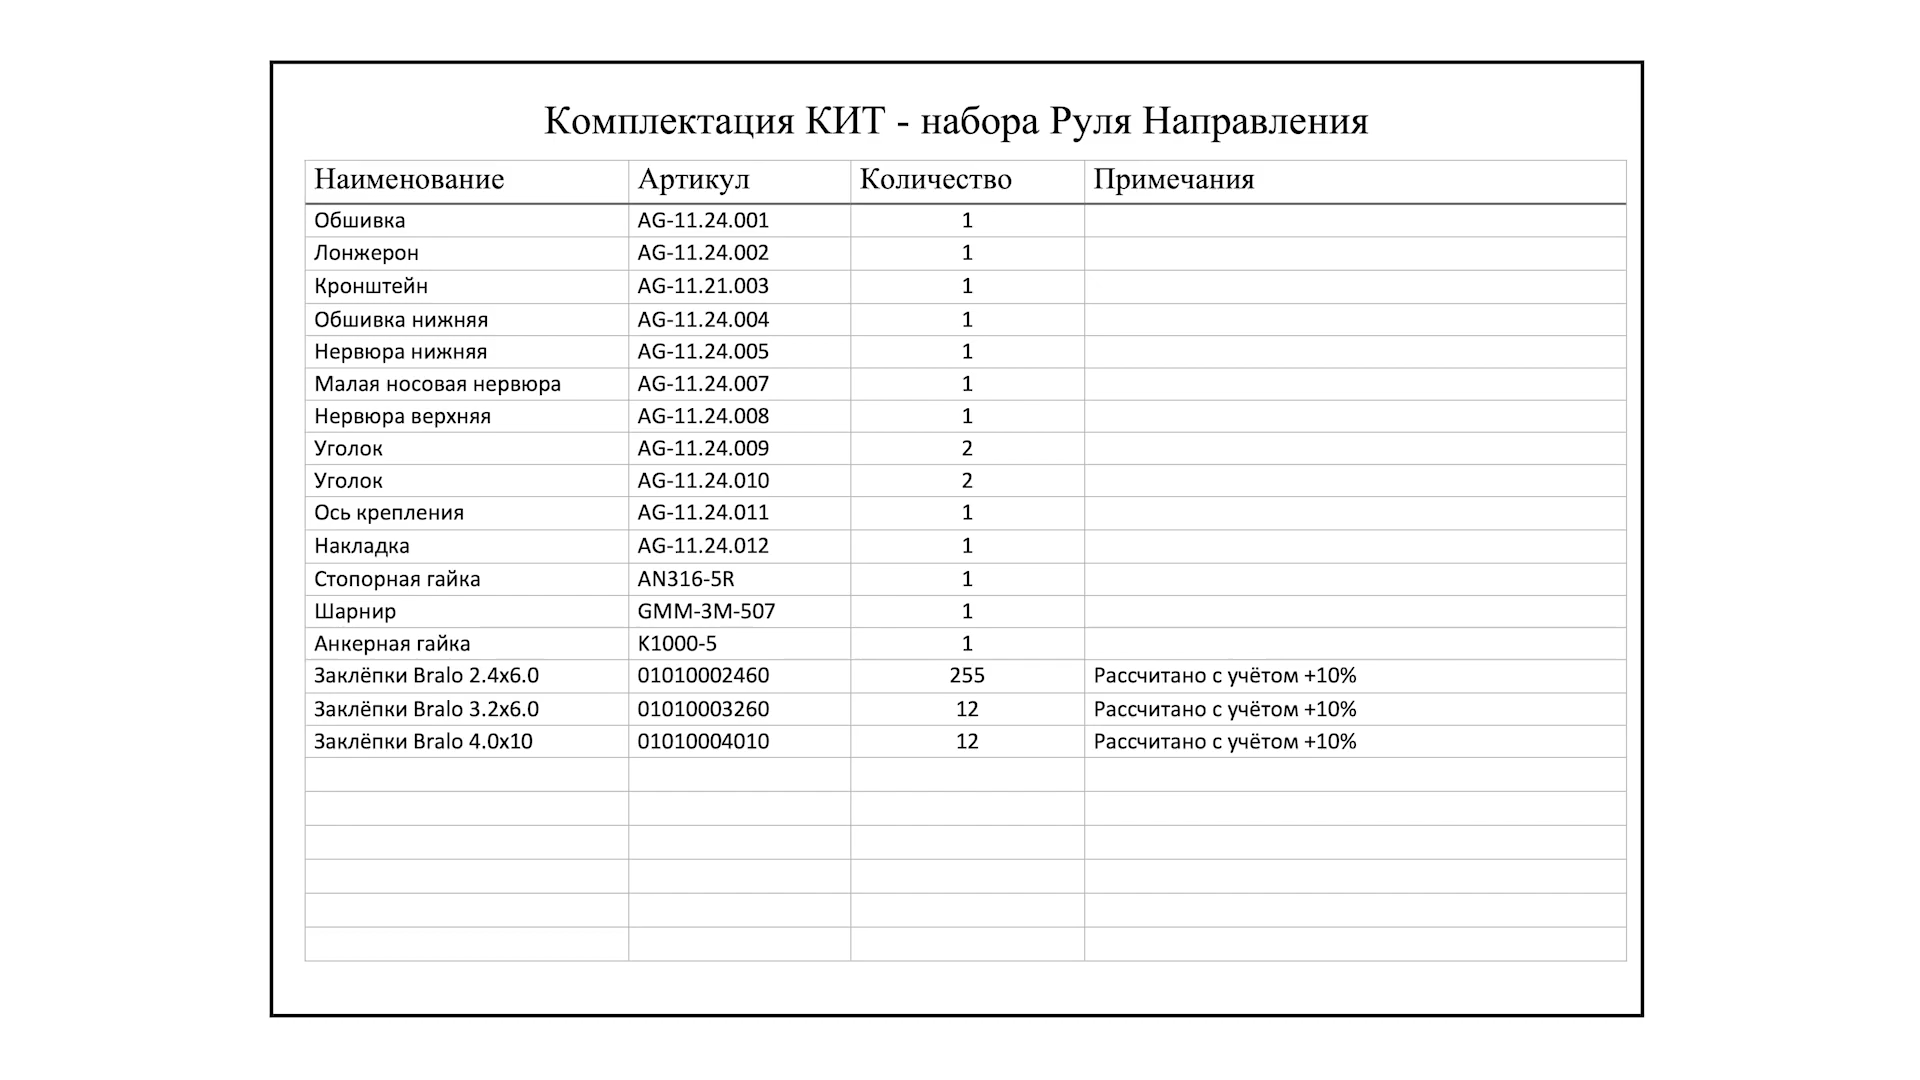 Комплектация КИТ - набора Руля Направления
Наименование Артикул Количество Примечания
Обшивка AG-11.24.001 1
Лонжерон AG-11.24.002 1
Кронштейн AG-11.21.003 1
Обшивка нижняя AG-11.24.004 1
Нервюра нижняя AG-11.24.005 1
Малая носовая нервюра AG-11.24.007 1
Нервюра верхняя AG-11.24.008 1
Уголок AG-11.24.009 2
Уголок AG-11.24.010 2
Ось крепления AG-11.24.011 1
Накладка AG-11.24.012 1
Стопорная гайка AN316-5R 1
Шарнир GMM-3M-507 1
Анкерная гайка K1000-5 1
Заклёпки Bralo 2.4x6.0 01010002460 255 Рассчитано с учётом +10%
Заклёпки Bralo 3.2x6.0 01010003260 12 Рассчитано с учётом +10%
Заклёпки Bralo 4.0x10 01010004010 12 Рассчитано с учётом +10%